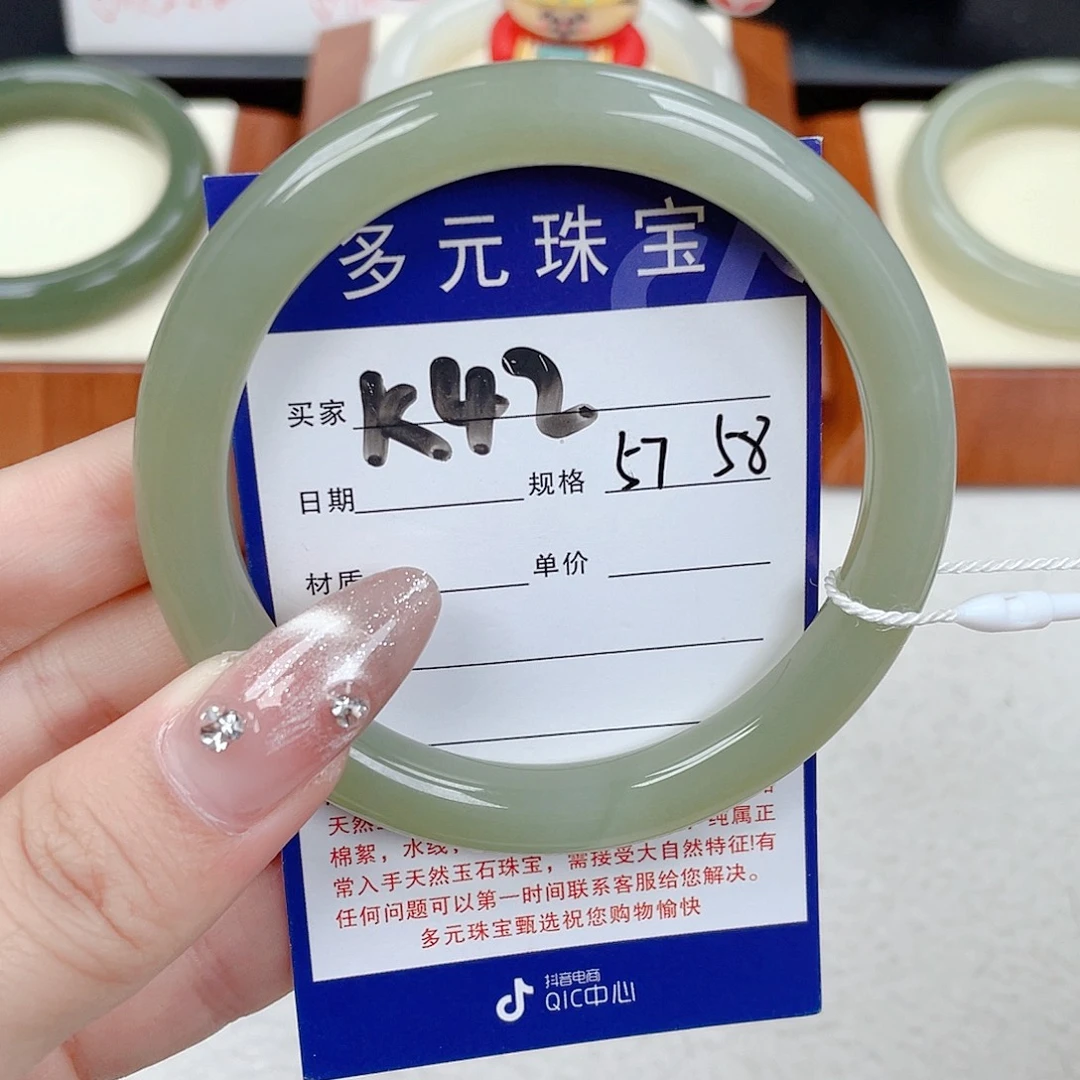 多元珠宝
买家 K42
日期 规格 57 58
材质 单价
天然 纯属正
棉絮，水线，
常入手天然玉石珠宝，需接受大自然特征!有
任何问题可以第一时间联系客服给您解决。
多元珠宝甄选祝您购物愉快
抖音电商
QIC中心